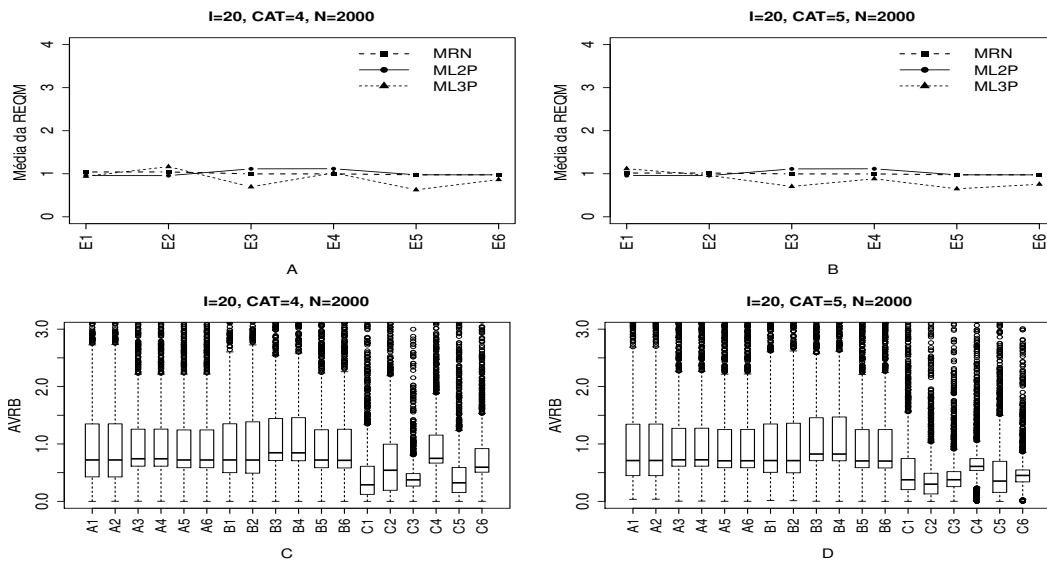 I=20, CAT=4, N=2000
Média da REQM
0 1 2 3 4
MRN
ML2P
ML3P
E1 E2 E3 E4 E5 E6
A
I=20, CAT=5, N=2000
Média da REQM
0 1 2 3 4
MRN
ML2P
ML3P
E1 E2 E3 E4 E5 E6
B
I=20, CAT=4, N=2000
AVRB
0.0 1.0 2.0 3.0
A1 A2 A3 A4 A5 A6 B1 B2 B3 B4 B5 B6 C1 C2 C3 C4 C5 C6
C
I=20, CAT=5, N=2000
AVRB
0.0 1.0 2.0 3.0
A1 A2 A3 A4 A5 A6 B1 B2 B3 B4 B5 B6 C1 C2 C3 C4 C5 C6
D